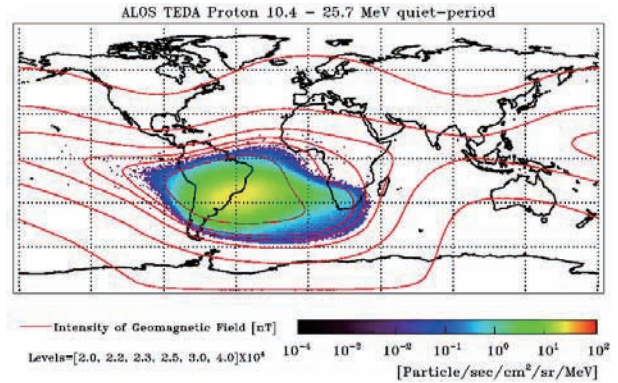 ALOS TEDA Proton 10.4 - 25.7 MeV quiet-period
Intensity of Geomagnetic Field [nT]
Levels=[2.0, 2.2, 2.3, 2.5, 3.0, 4.0]X10⁴
10⁻⁴ 10⁻³ 10⁻² 10⁻¹ 10⁰ 10¹ 10²
[Particle/sec/cm²/sr/MeV]